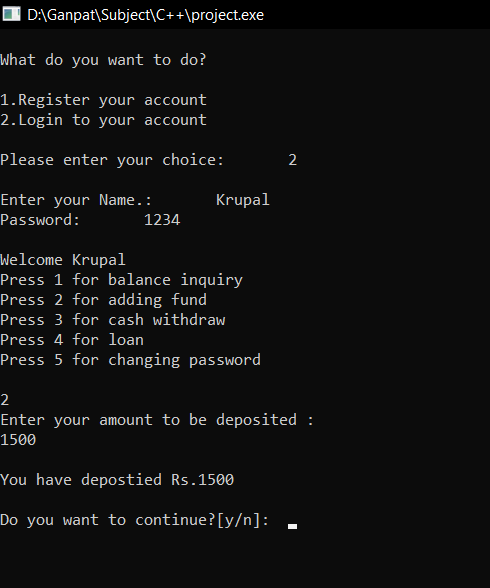 D:\Ganpat\Subject\C++\project.exe
What do you want to do?
1.Register your account
2.Login to your account
Please enter your choice: 2
Enter your Name.: Krupal
Password: 1234
Welcome Krupal
Press 1 for balance inquiry
Press 2 for adding fund
Press 3 for cash withdraw
Press 4 for loan
Press 5 for changing password
2
Enter your amount to be deposited :
1500
You have depostied Rs.1500
Do you want to continue?[y/n]: